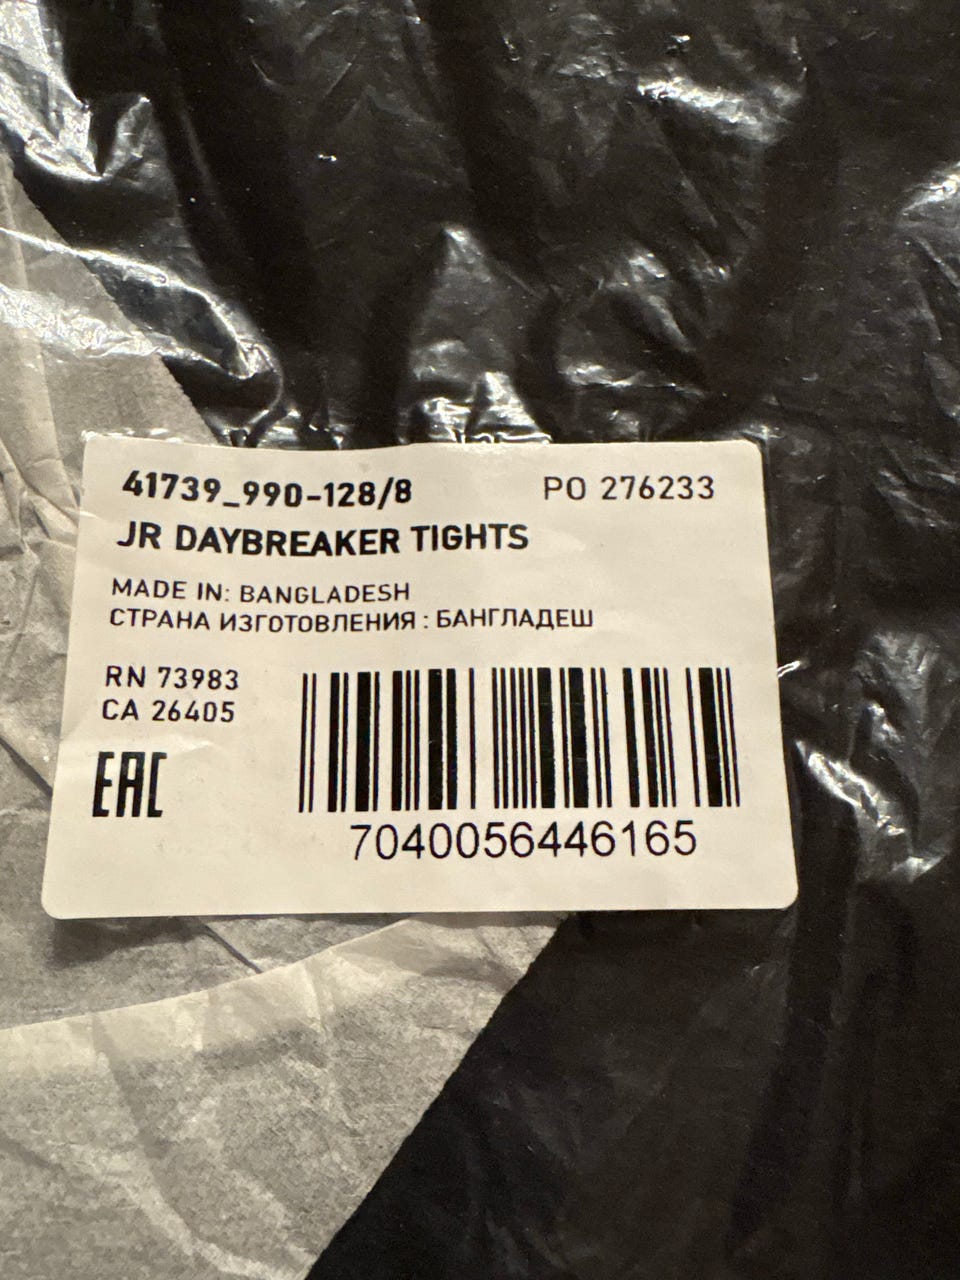 41739_990-128/8
PO 276233
JR DAYBREAKER TIGHTS
MADE IN: BANGLADESH
СТРАНА ИЗГОТОВЛЕНИЯ : БАНГЛАДЕШ
RN 73983
CA 26405
EAC
7040056446165